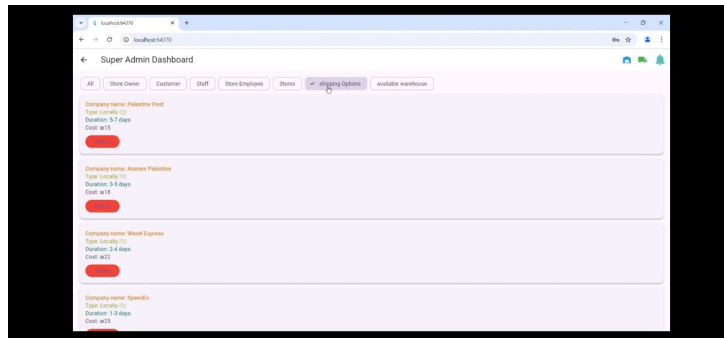 localhost:64370
localhost:64370
Super Admin Dashboard
All
Store Owner
Customer
Staff
Store Employee
Stores
shipping Options
available warehouse
Company name: Palestine Post
Type: Locally
Duration: 5-7 days
Cost: ₪15
Company name: Aramex Palestine
Type: Locally
Duration: 3-5 days
Cost: ₪18
Company name: Wasel Express
Type: Locally
Duration: 2-4 days
Cost: ₪22
Company name: SpeedEx
Type: Locally
Duration: 1-3 days
Cost: ₪25